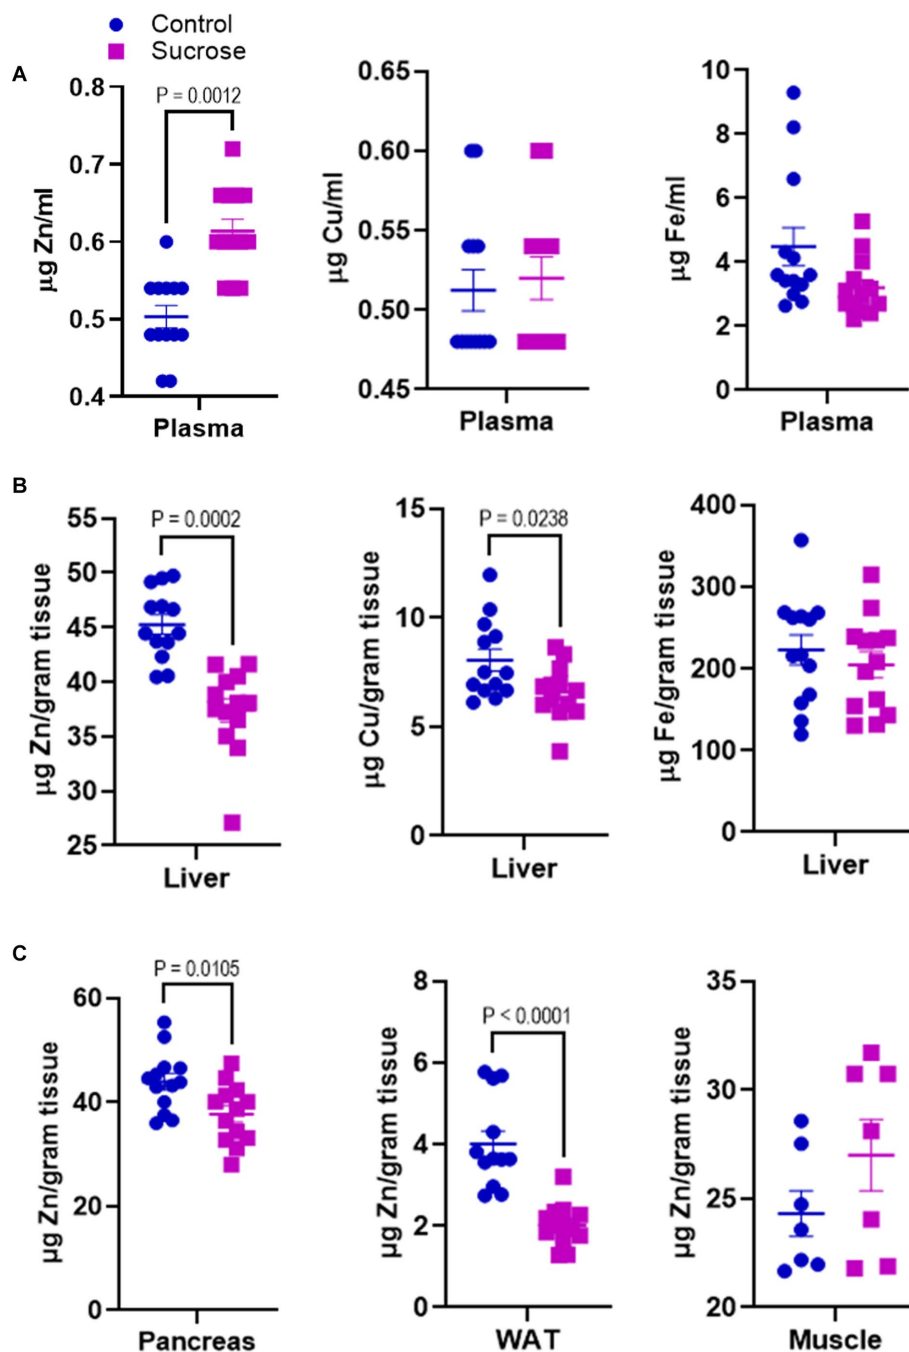 Control
Sucrose
A
P = 0.0012
µg Zn/ml
0.8
0.7
0.6
0.5
0.4
Plasma
µg Cu/ml
0.65
0.60
0.55
0.50
0.45
Plasma
µg Fe/ml
10
8
6
4
2
0
Plasma
B
P = 0.0002
µg Zn/gram tissue
55
50
45
40
35
30
25
Liver
P = 0.0238
µg Cu/gram tissue
15
10
5
0
Liver
µg Fe/gram tissue
400
300
200
100
0
Liver
C
P = 0.0105
µg Zn/gram tissue
60
40
20
0
Pancreas
P < 0.0001
µg Zn/gram tissue
8
6
4
2
0
WAT
µg Zn/gram tissue
35
30
25
20
Muscle